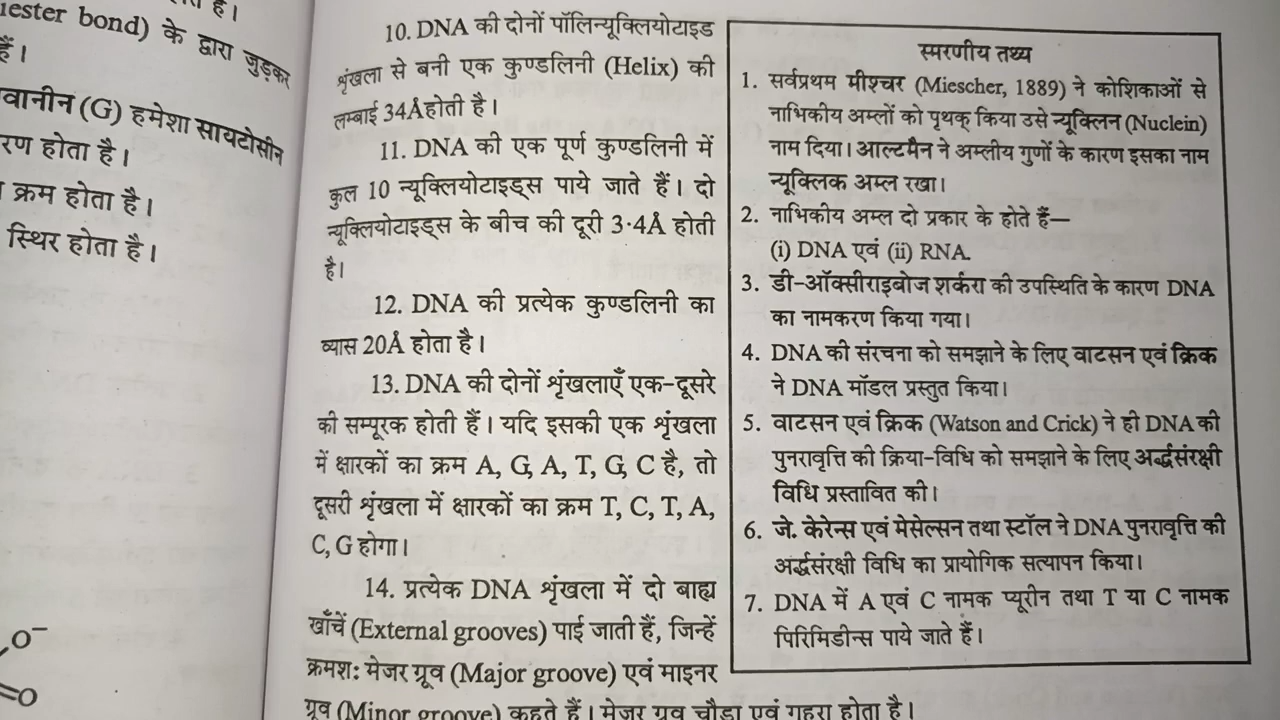 ester bond) के द्वारा जुड़कर
हैं।
वानीन (G) हमेशा सायटोसीन
रण होता है।
क्रम होता है।
स्थिर होता है।
O⁻
O
10. DNA की दोनों पॉलिन्यूक्लियोटाइड
शृंखला से बनी एक कुण्डलिनी (Helix) की
लम्बाई 34Å होती है।
11. DNA की एक पूर्ण कुण्डलिनी में
कुल 10 न्यूक्लियोटाइड्स पाये जाते हैं। दो
न्यूक्लियोटाइड्स के बीच की दूरी 3·4Å होती
है।
12. DNA की प्रत्येक कुण्डलिनी का
व्यास 20Å होता है।
13. DNA की दोनों शृंखलाएँ एक-दूसरे
की सम्पूरक होती हैं। यदि इसकी एक शृंखला
में क्षारकों का क्रम A, G, A, T, G, C है, तो
दूसरी शृंखला में क्षारकों का क्रम T, C, T, A,
C, G होगा।
14. प्रत्येक DNA शृंखला में दो बाह्य
खाँचें (External grooves) पाई जाती हैं, जिन्हें
क्रमश: मेजर ग्रूव (Major groove) एवं माइनर
ग्रूव (Minor groove) कहते हैं। मेजर ग्रूव चौड़ा एवं गहरा होता है।
स्मरणीय तथ्य
1. सर्वप्रथम मीश्चर (Miescher, 1889) ने कोशिकाओं से
नाभिकीय अम्लों को पृथक् किया उसे न्यूक्लिन (Nuclein)
नाम दिया। आल्टमैन ने अम्लीय गुणों के कारण इसका नाम
न्यूक्लिक अम्ल रखा।
2. नाभिकीय अम्ल दो प्रकार के होते हैं—
(i) DNA एवं (ii) RNA.
3. डी-ऑक्सीराइबोज शर्करा की उपस्थिति के कारण DNA
का नामकरण किया गया।
4. DNA की संरचना को समझाने के लिए वाटसन एवं क्रिक
ने DNA मॉडल प्रस्तुत किया।
5. वाटसन एवं क्रिक (Watson and Crick) ने ही DNA की
पुनरावृत्ति की क्रिया-विधि को समझाने के लिए अर्द्धसंरक्षी
विधि प्रस्तावित की।
6. जे. केरेन्स एवं मेसेल्सन तथा स्टॉल ने DNA पुनरावृत्ति की
अर्द्धसंरक्षी विधि का प्रायोगिक सत्यापन किया।
7. DNA में A एवं C नामक प्यूरीन तथा T या C नामक
पिरिमिडीन्स पाये जाते हैं।